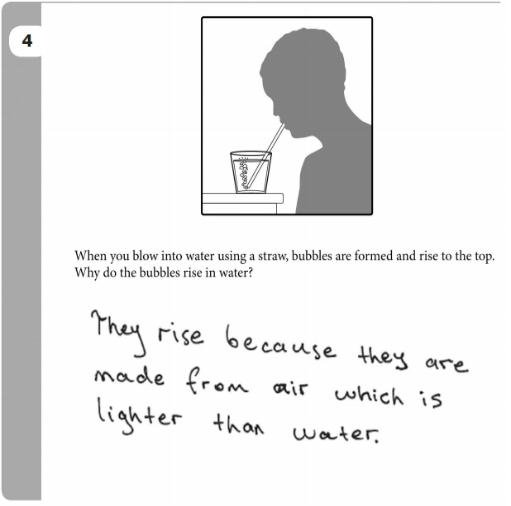 4
When you blow into water using a straw, bubbles are formed and rise to the top.
Why do the bubbles rise in water?
They rise because they are
made from air which is
lighter than water.